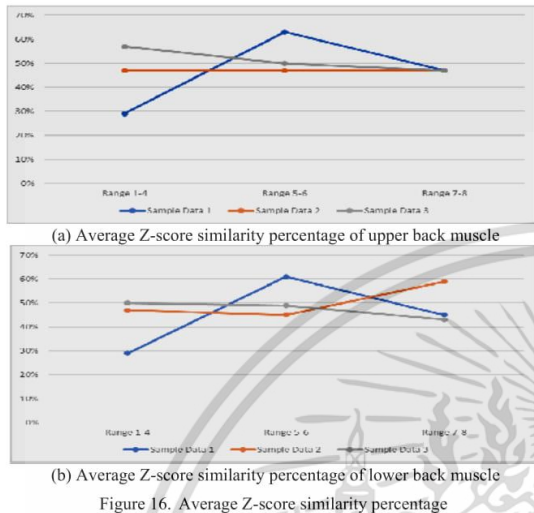 70%
60%
50%
40%
30%
20%
10%
0%
Range 1-4 Range 5-6 Range 7-8
Sample Data 1 Sample Data 2 Sample Data 3
(a) Average Z-score similarity percentage of upper back muscle
70%
60%
50%
40%
30%
20%
10%
0%
Range 1-4 Range 5-6 Range 7-8
Sample Data 1 Sample Data 2 Sample Data 3
(b) Average Z-score similarity percentage of lower back muscle
Figure 16. Average Z-score similarity percentage